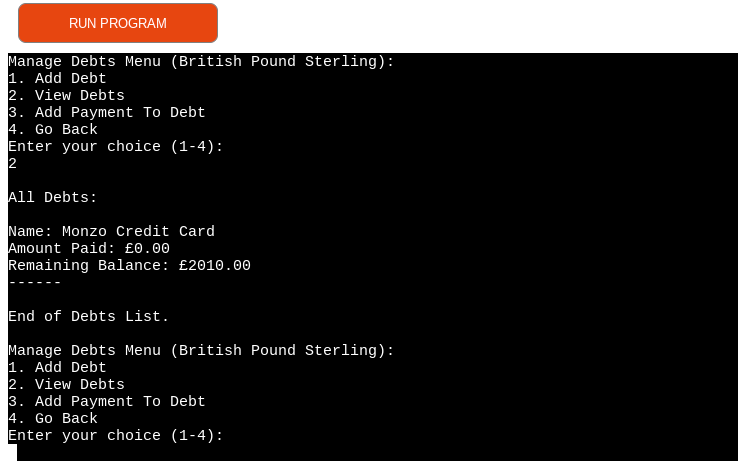 RUN PROGRAM
Manage Debts Menu (British Pound Sterling):
1. Add Debt
2. View Debts
3. Add Payment To Debt
4. Go Back
Enter your choice (1-4):
2
All Debts:
Name: Monzo Credit Card
Amount Paid: £0.00
Remaining Balance: £2010.00
------
End of Debts List.
Manage Debts Menu (British Pound Sterling):
1. Add Debt
2. View Debts
3. Add Payment To Debt
4. Go Back
Enter your choice (1-4):